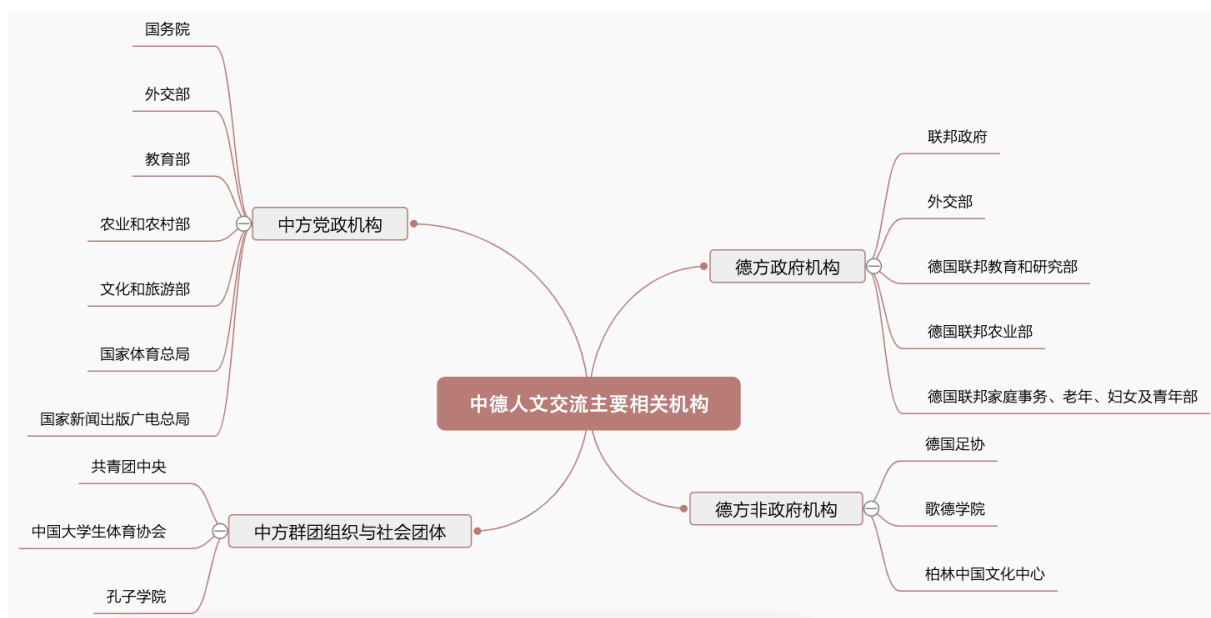 国务院
外交部
教育部
农业和农村部
文化和旅游部
国家体育总局
国家新闻出版广电总局
中方党政机构
共青团中央
中国大学生体育协会
孔子学院
中方群团组织与社会团体
中德人文交流主要相关机构
德方政府机构
联邦政府
外交部
德国联邦教育和研究部
德国联邦农业部
德国联邦家庭事务、老年、妇女及青年部
德方非政府机构
德国足协
歌德学院
柏林中国文化中心